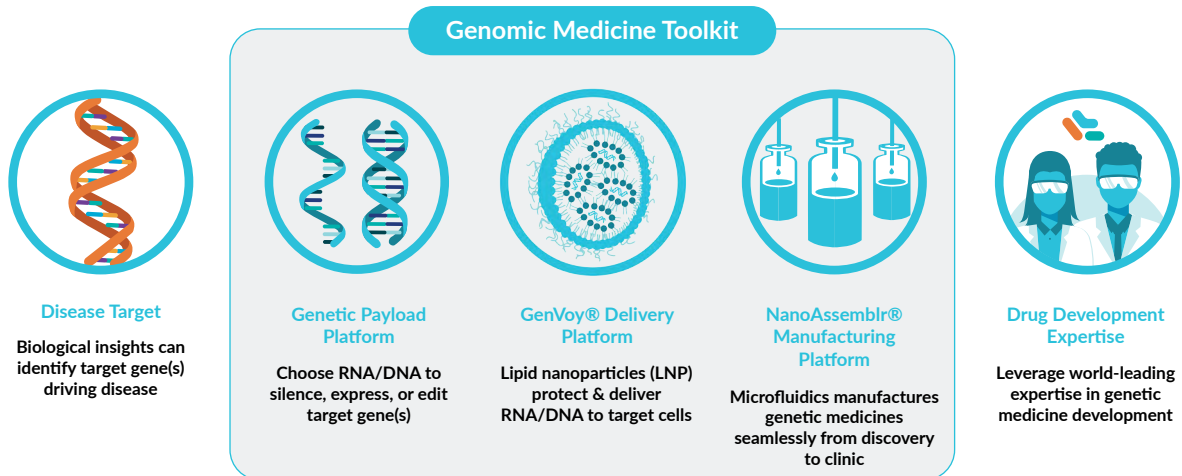 Genomic Medicine Toolkit
Disease Target
Biological insights can
identify target gene(s)
driving disease
Genetic Payload
Platform
Choose RNA/DNA to
silence, express, or edit
target gene(s)
GenVoy® Delivery
Platform
Lipid nanoparticles (LNP)
protect & deliver
RNA/DNA to target cells
NanoAssemblr®
Manufacturing
Platform
Microfluidics manufactures
genetic medicines
seamlessly from discovery
to clinic
Drug Development
Expertise
Leverage world-leading
expertise in genetic
medicine development